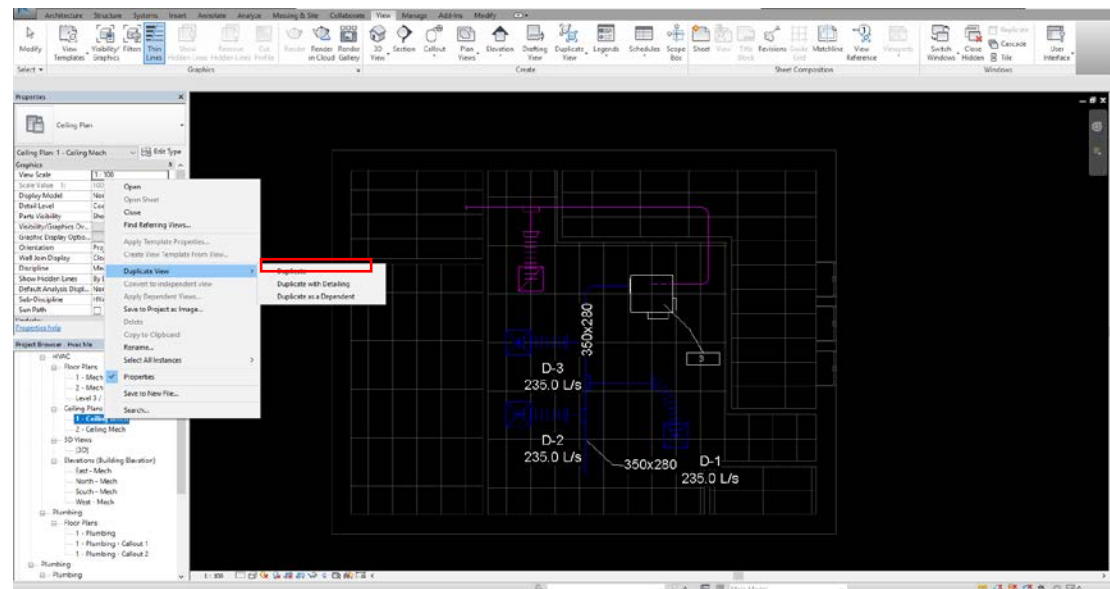 Architecture Structure Systems Insert Annotate Analyze Massing & Site Collaborate View Manage Add-Ins Modify
Modify View Templates Visibility/ Graphics Filters Thin Lines Show Hidden Lines Remove Hidden Lines Cut Profile Render Render in Cloud Render Gallery 3D View Section Callout Plan Views Elevation Drafting View Duplicate View Legends Schedules Scope Box Sheet View Title Block Revisions Guide Grid Matchline View Reference Viewports Switch Windows Close Hidden Replicate Cascade Tile User Interface
Select Graphics Create Sheet Composition Windows
Properties
Ceiling Plan
Ceiling Plan: 1 - Ceiling Mech Edit Type
Graphics
View Scale 1 : 100
Scale Value 1: 100
Display Model
Detail Level
Parts Visibility
Visibility/Graphics Ov...
Graphic Display Optio...
Orientation
Wall Join Display
Discipline
Show Hidden Lines
Default Analysis Displ...
Sub-Discipline
Sun Path
Properties help
Open
Open Sheet
Close
Find Referring Views...
Apply Template Properties...
Create View Template From View...
Duplicate View
Convert to independent view
Apply Dependent Views...
Save to Project as Image...
Delete
Copy to Clipboard
Rename...
Select All Instances
Properties
Save to New File...
Search...
Duplicate
Duplicate with Detailing
Duplicate as a Dependent
Project Browser - Hvac
HVAC
Floor Plans
1 - Mech
2 - Mech
Level 3 /
Ceiling Plans
1 - Ceiling Mech
2 - Ceiling Mech
3D Views
{3D}
Elevations (Building Elevation)
East - Mech
North - Mech
South - Mech
West - Mech
Plumbing
Floor Plans
1 - Plumbing
1 - Plumbing - Callout 1
1 - Plumbing - Callout 2
Plumbing
Plumbing
350x280
3
D-3
235.0 L/s
D-2
235.0 L/s
350x280
D-1
235.0 L/s
1 : 100